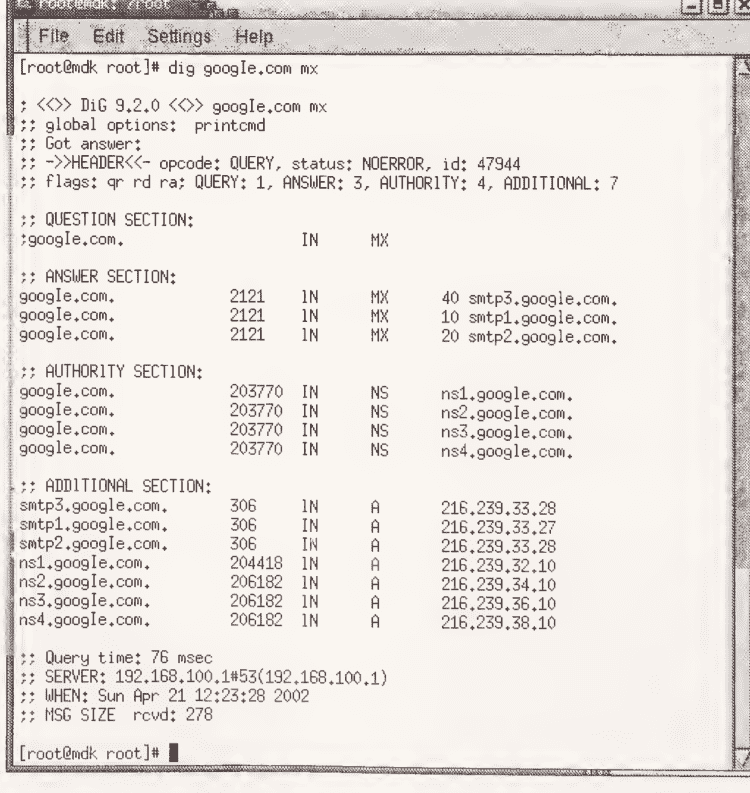 root@mdk: /root
File Edit Settings Help
[root@mdk root]# dig google.com mx
; <<>> DiG 9.2.0 <<>> google.com mx
;; global options: printcmd
;; Got answer:
;; ->>HEADER<<- opcode: QUERY, status: NOERROR, id: 47944
;; flags: qr rd ra; QUERY: 1, ANSWER: 3, AUTHORITY: 4, ADDITIONAL: 7
;; QUESTION SECTION:
;google.com. IN MX
;; ANSWER SECTION:
google.com. 2121 IN MX 40 smtp3.google.com.
google.com. 2121 IN MX 10 smtp1.google.com.
google.com. 2121 IN MX 20 smtp2.google.com.
;; AUTHORITY SECTION:
google.com. 203770 IN NS ns1.google.com.
google.com. 203770 IN NS ns2.google.com.
google.com. 203770 IN NS ns3.google.com.
google.com. 203770 IN NS ns4.google.com.
;; ADDITIONAL SECTION:
smtp3.google.com. 306 IN A 216.239.33.28
smtp1.google.com. 306 IN A 216.239.33.27
smtp2.google.com. 306 IN A 216.239.33.28
ns1.google.com. 204418 IN A 216.239.32.10
ns2.google.com. 206182 IN A 216.239.34.10
ns3.google.com. 206182 IN A 216.239.36.10
ns4.google.com. 206182 IN A 216.239.38.10
;; Query time: 76 msec
;; SERVER: 192.168.100.1#53(192.168.100.1)
;; WHEN: Sun Apr 21 12:23:28 2002
;; MSG SIZE rcvd: 278
[root@mdk root]#